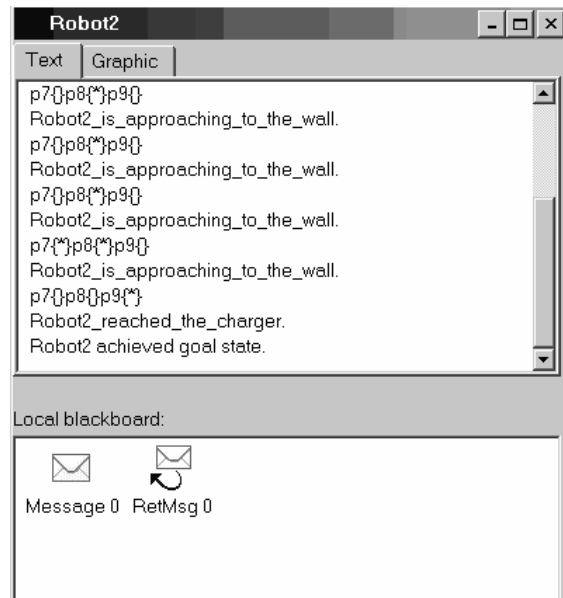 Robot2
Text Graphic
p7{}p8{*}p9{}
Robot2_is_approaching_to_the_wall.
p7{}p8{*}p9{}
Robot2_is_approaching_to_the_wall.
p7{}p8{*}p9{}
Robot2_is_approaching_to_the_wall.
p7{*}p8{*}p9{}
Robot2_is_approaching_to_the_wall.
p7{}p8{}p9{*}
Robot2_reached_the_charger.
Robot2 achieved goal state.
Local blackboard:
Message 0 RetMsg 0